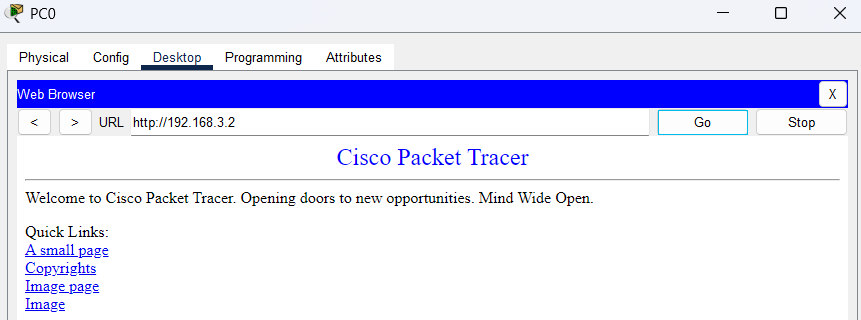 PC0
Physical Config Desktop Programming Attributes
Web Browser X
< > URL http://192.168.3.2 Go Stop
Cisco Packet Tracer
Welcome to Cisco Packet Tracer. Opening doors to new opportunities. Mind Wide Open.
Quick Links:
A small page
Copyrights
Image page
Image